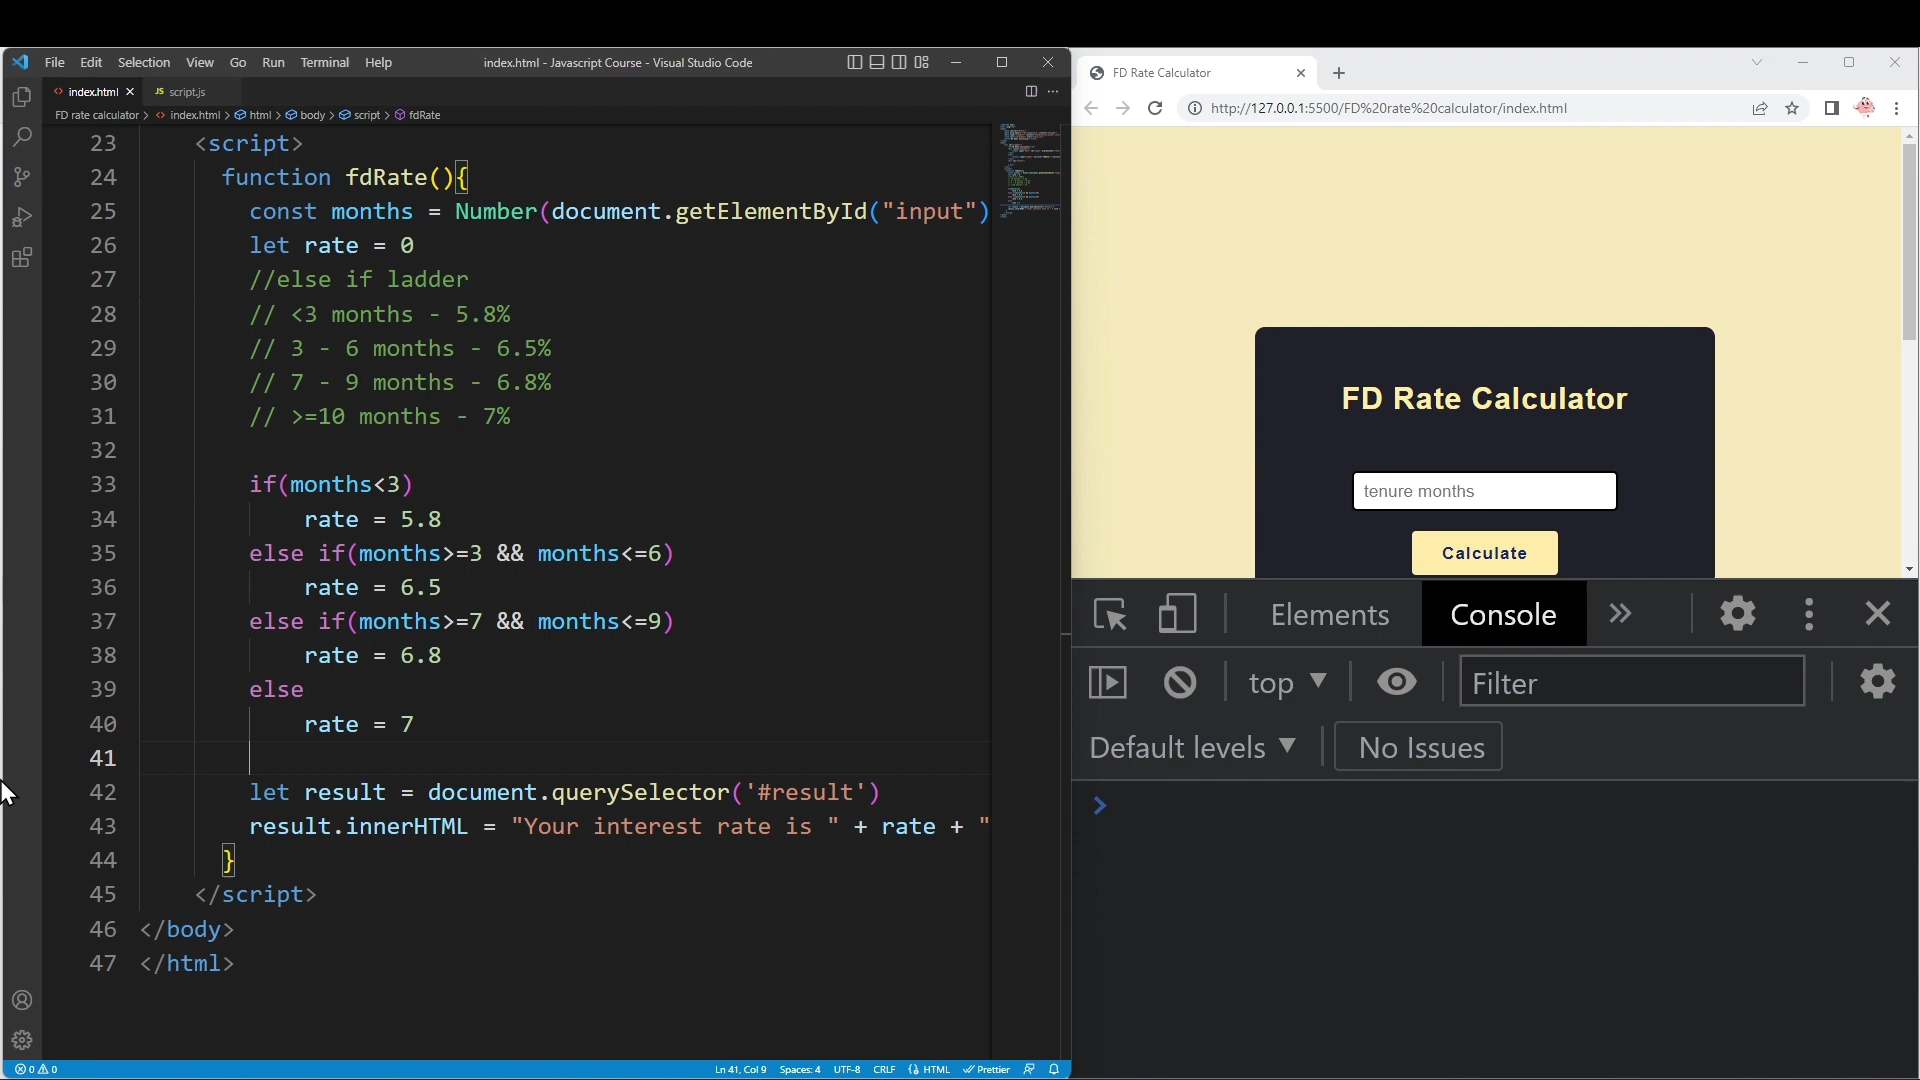 File Edit Selection View Go Run Terminal Help
index.html - Javascript Course - Visual Studio Code
index.html
JS script.js
FD rate calculator > index.html > html > body > script > fdRate
23 <script>
24 function fdRate(){
25 const months = Number(document.getElementById("input")
26 let rate = 0
27 //else if ladder
28 // <3 months - 5.8%
29 // 3 - 6 months - 6.5%
30 // 7 - 9 months - 6.8%
31 // >=10 months - 7%
32
33 if(months<3)
34 rate = 5.8
35 else if(months>=3 && months<=6)
36 rate = 6.5
37 else if(months>=7 && months<=9)
38 rate = 6.8
39 else
40 rate = 7
41
42 let result = document.querySelector('#result')
43 result.innerHTML = "Your interest rate is " + rate + "
44 }
45 </script>
46 </body>
47 </html>
0 0
Ln 41, Col 9 Spaces: 4 UTF-8 CRLF HTML Prettier
FD Rate Calculator
http://127.0.0.1:5500/FD%20rate%20calculator/index.html
FD Rate Calculator
tenure months
Calculate
Elements Console
top Filter
Default levels No Issues